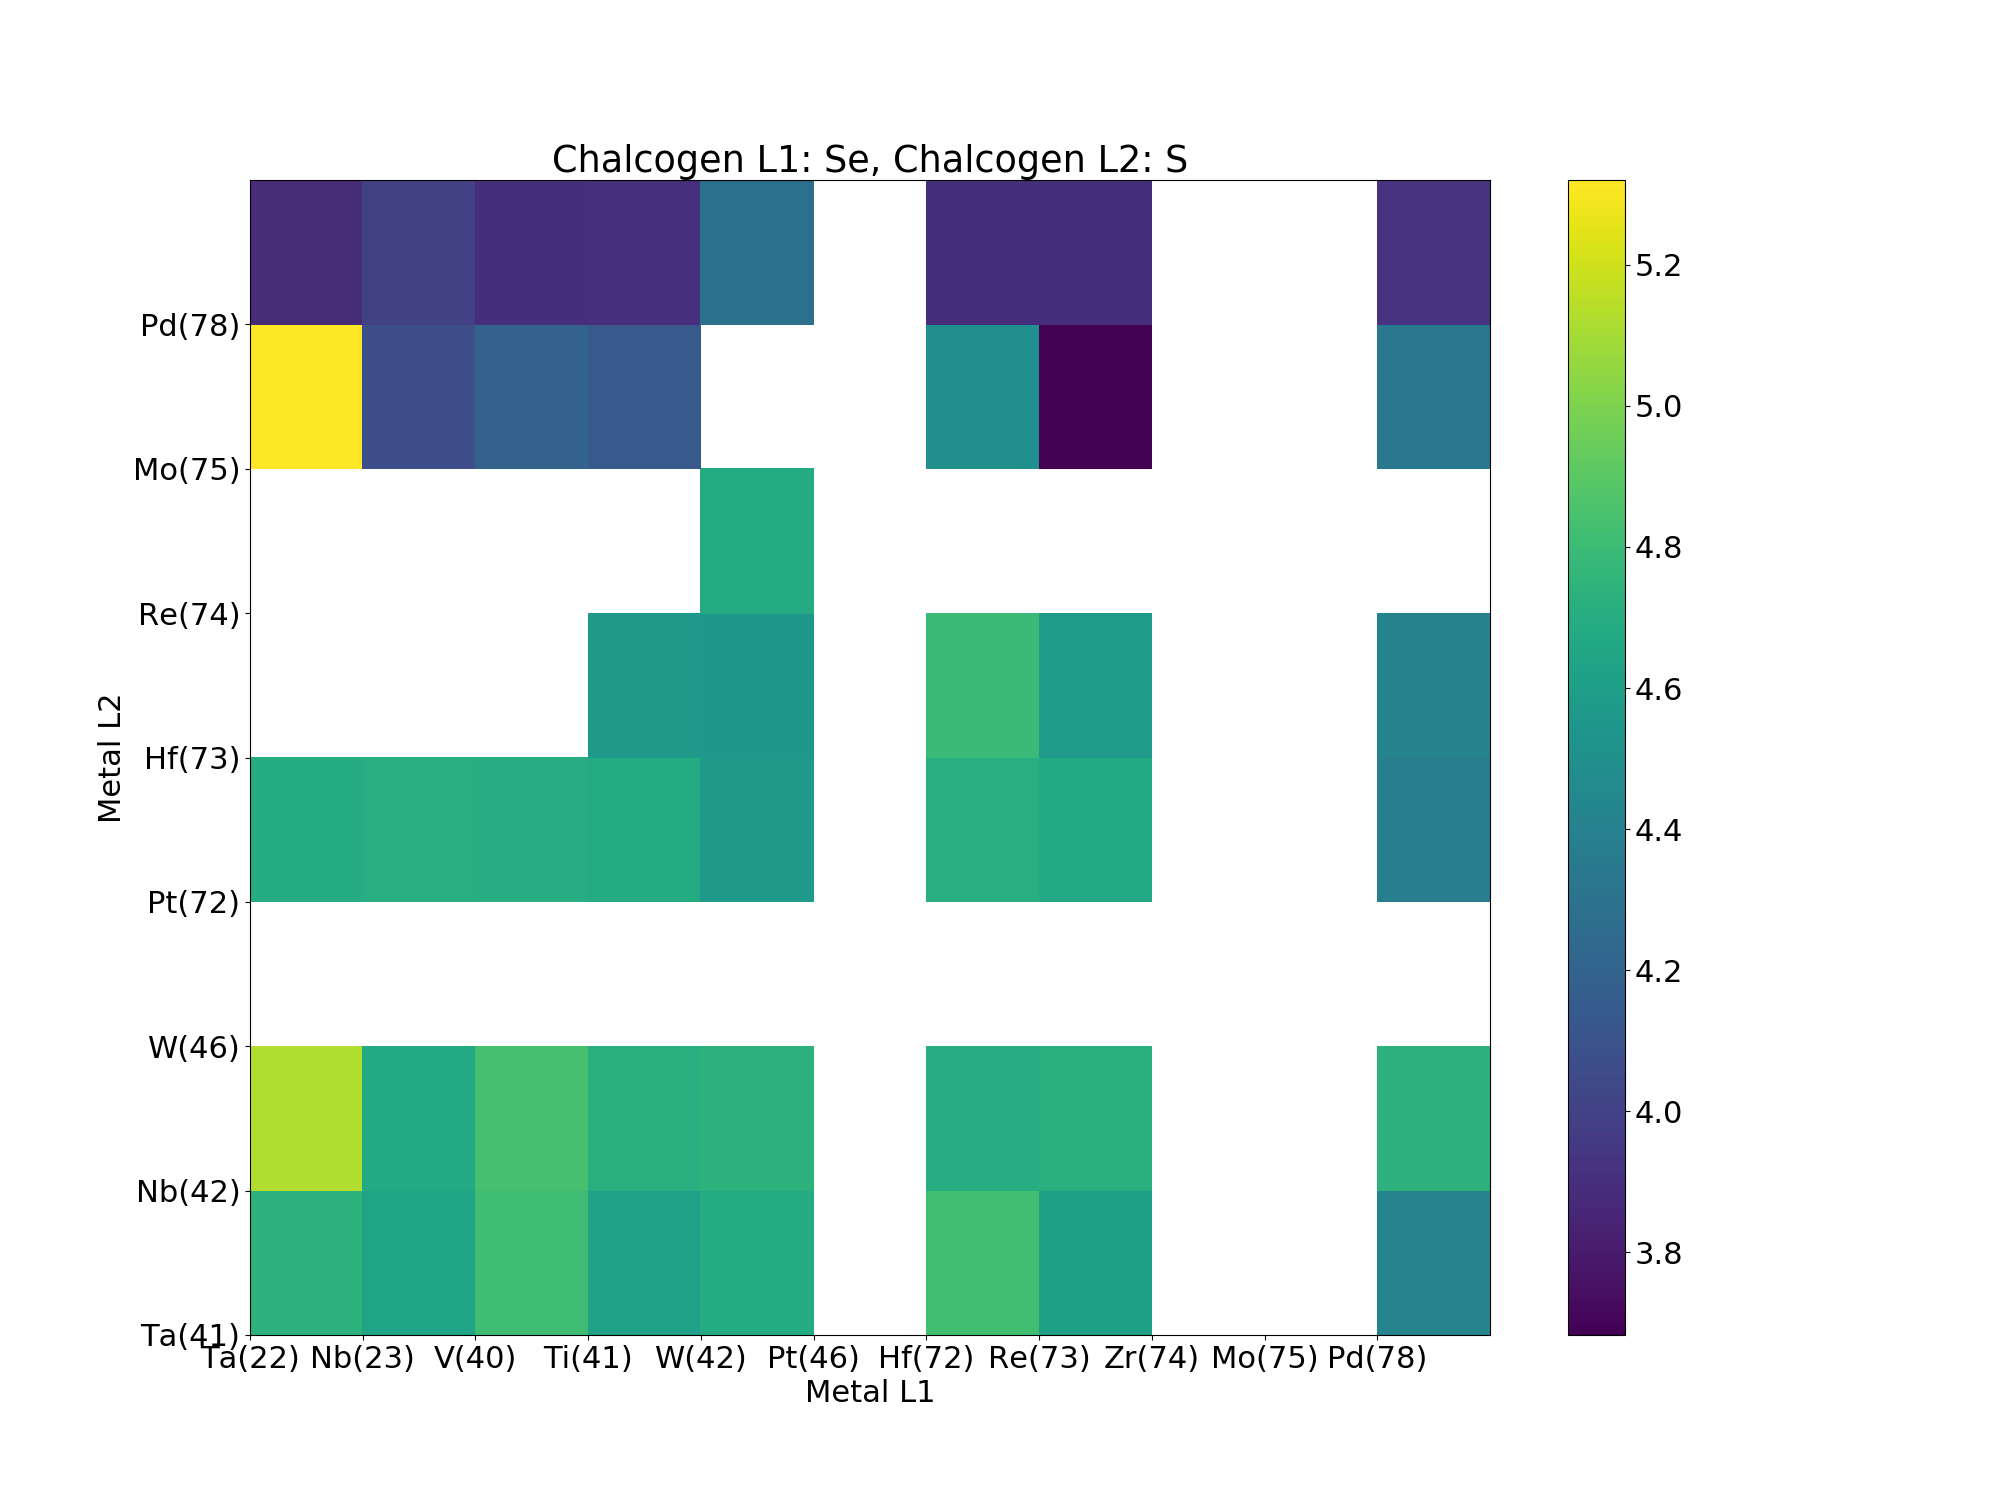 Chalcogen L1: Se, Chalcogen L2: S
Pd(78)
Mo(75)
Re(74)
Hf(73)
Pt(72)
W(46)
Nb(42)
Ta(41)
Metal L2
Ta(22) Nb(23) V(40) Ti(41) W(42) Pt(46) Hf(72) Re(73) Zr(74) Mo(75) Pd(78)
Metal L1
5.2
5.0
4.8
4.6
4.4
4.2
4.0
3.8